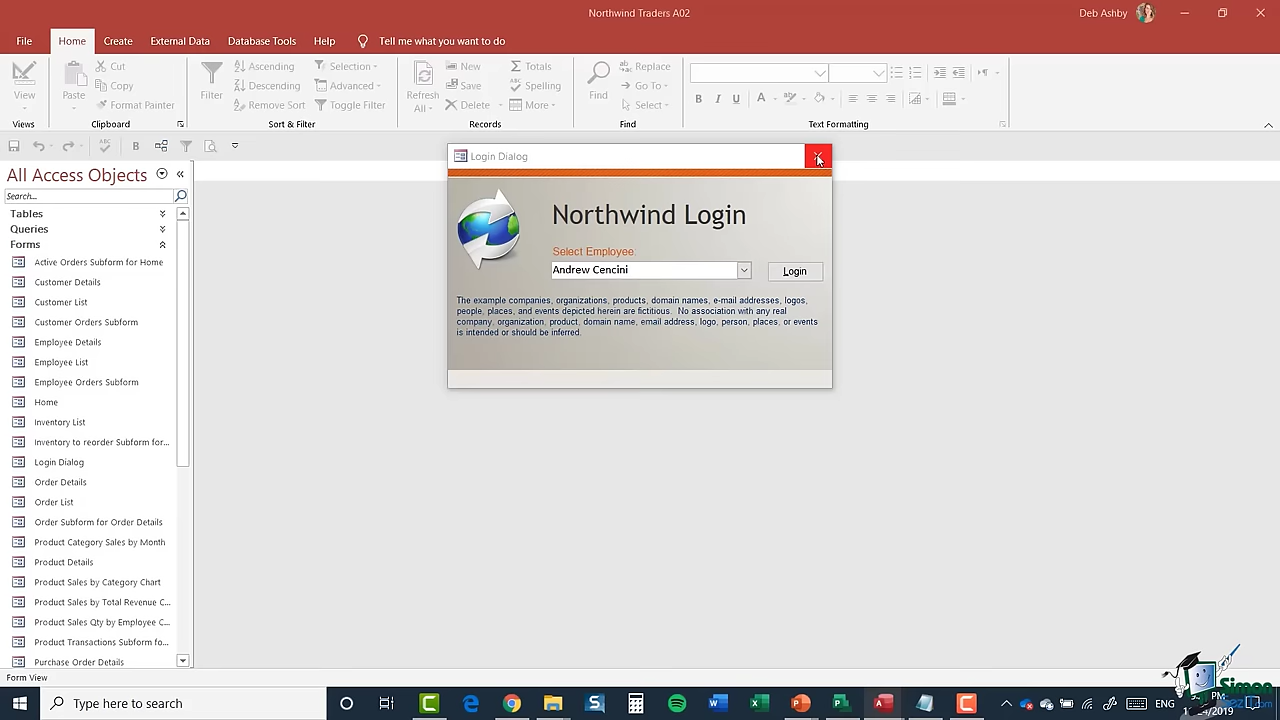 Northwind Traders A02
Deb Ashby
File Home Create External Data Database Tools Help Tell me what you want to do
View
Views
Paste
Cut
Copy
Format Painter
Clipboard
Filter
Ascending
Descending
Remove Sort
Selection
Advanced
Toggle Filter
Sort & Filter
Refresh
All
New
Save
Delete
Totals
Spelling
More
Records
Find
Replace
Go To
Select
Find
B I U A
Text Formatting
B
All Access Objects
Search...
Tables
Queries
Forms
Active Orders Subform for Home
Customer Details
Customer List
Customer Orders Subform
Employee Details
Employee List
Employee Orders Subform
Home
Inventory List
Inventory to reorder Subform for...
Login Dialog
Order Details
Order List
Order Subform for Order Details
Product Category Sales by Month
Product Details
Product Sales by Category Chart
Product Sales by Total Revenue C...
Product Sales Qty by Employee C...
Product Transactions Subform fo...
Purchase Order Details
Login Dialog
Northwind Login
Select Employee:
Andrew Cencini
Login
The example companies, organizations, products, domain names, e-mail addresses, logos,
people, places, and events depicted herein are fictitious. No association with any real
company, organization, product, domain name, email address, logo, person, places, or events
is intended or should be inferred.
Form View
Type here to search
ENG
Simon